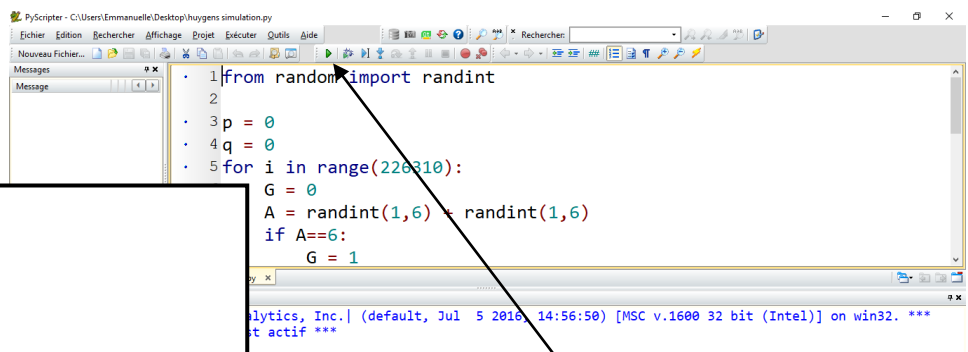 PyScripter - C:\Users\Emmanuelle\Desktop\huygens simulation.py
Fichier Edition Rechercher Affichage Projet Exécuter Outils Aide Rechercher:
Nouveau Fichier...
Messages
Message
1 from random import randint
2
3 p = 0
4 q = 0
5 for i in range(226310):
G = 0
A = randint(1,6) + randint(1,6)
if A==6:
G = 1
py
alytics, Inc.| (default, Jul 5 2016, 14:56:50) [MSC v.1600 32 bit (Intel)] on win32. ***
st actif ***